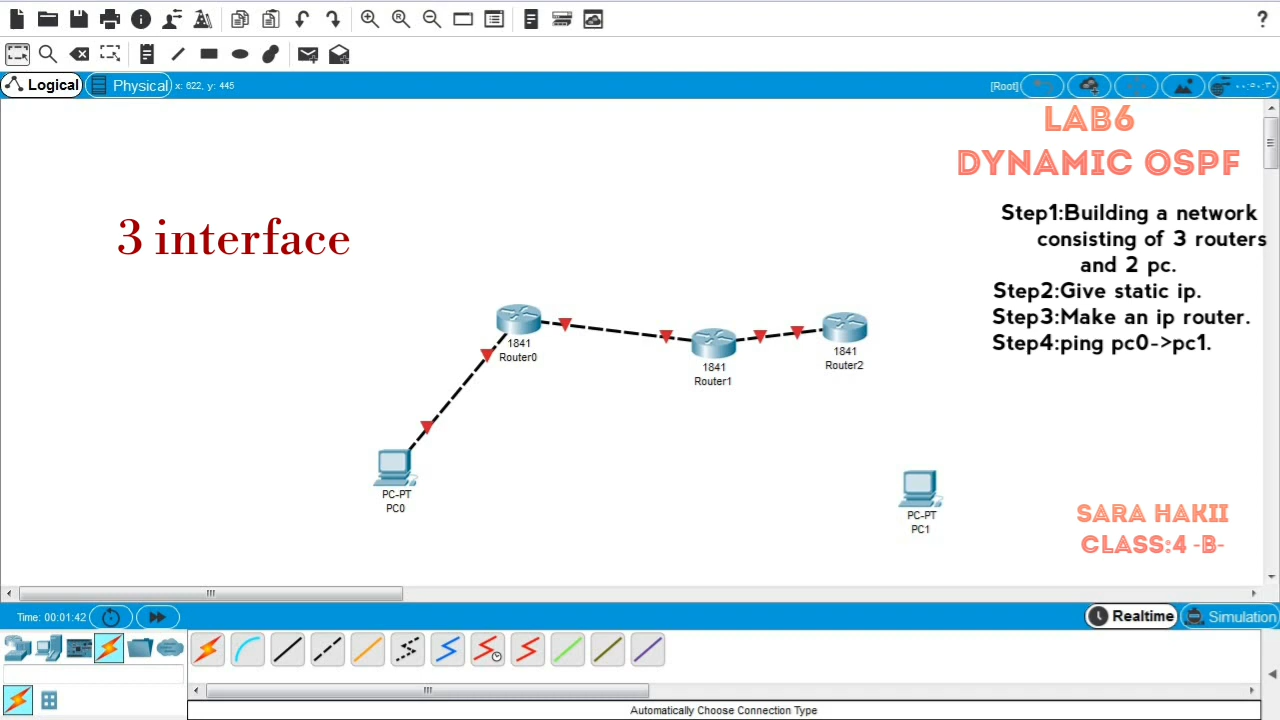 ?
Logical
Physical
x: 622, y: 445
[Root]
LAB6
DYNAMIC OSPF
Step1:Building a network
consisting of 3 routers
and 2 pc.
Step2:Give static ip.
Step3:Make an ip router.
Step4:ping pc0->pc1.
3 interface
1841
Router0
1841
Router1
1841
Router2
PC-PT
PC0
PC-PT
PC1
SARA HAKII
CLASS:4 -B-
Time: 00:01:42
Realtime
Simulation
Automatically Choose Connection Type